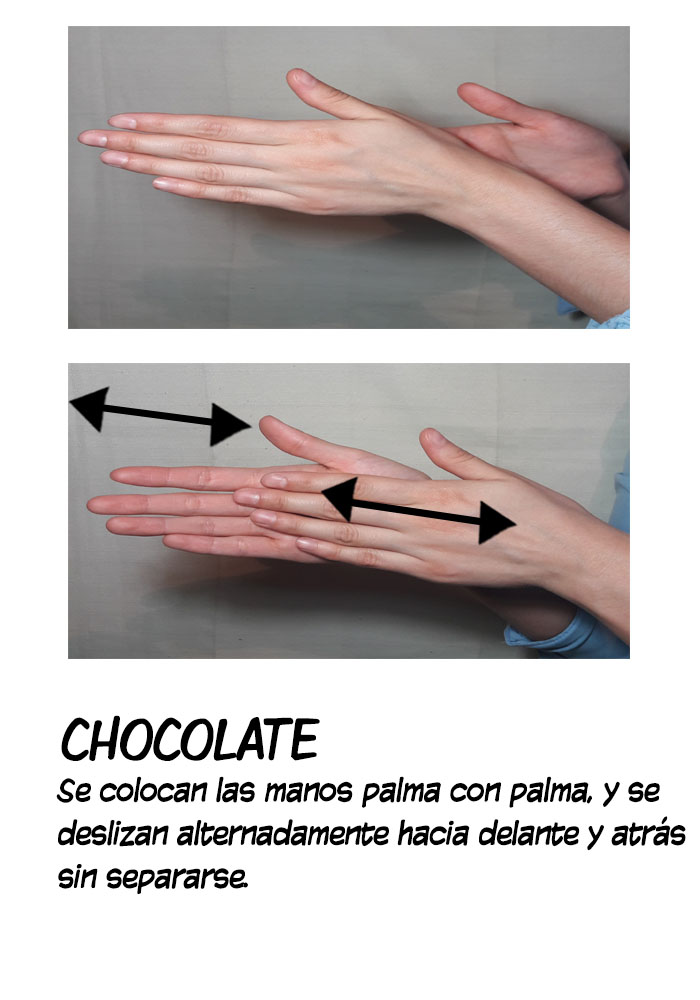 CHOCOLATE
Se colocan las manos palma con palma, y se
deslizan alternadamente hacia delante y atrás
sin separarse.